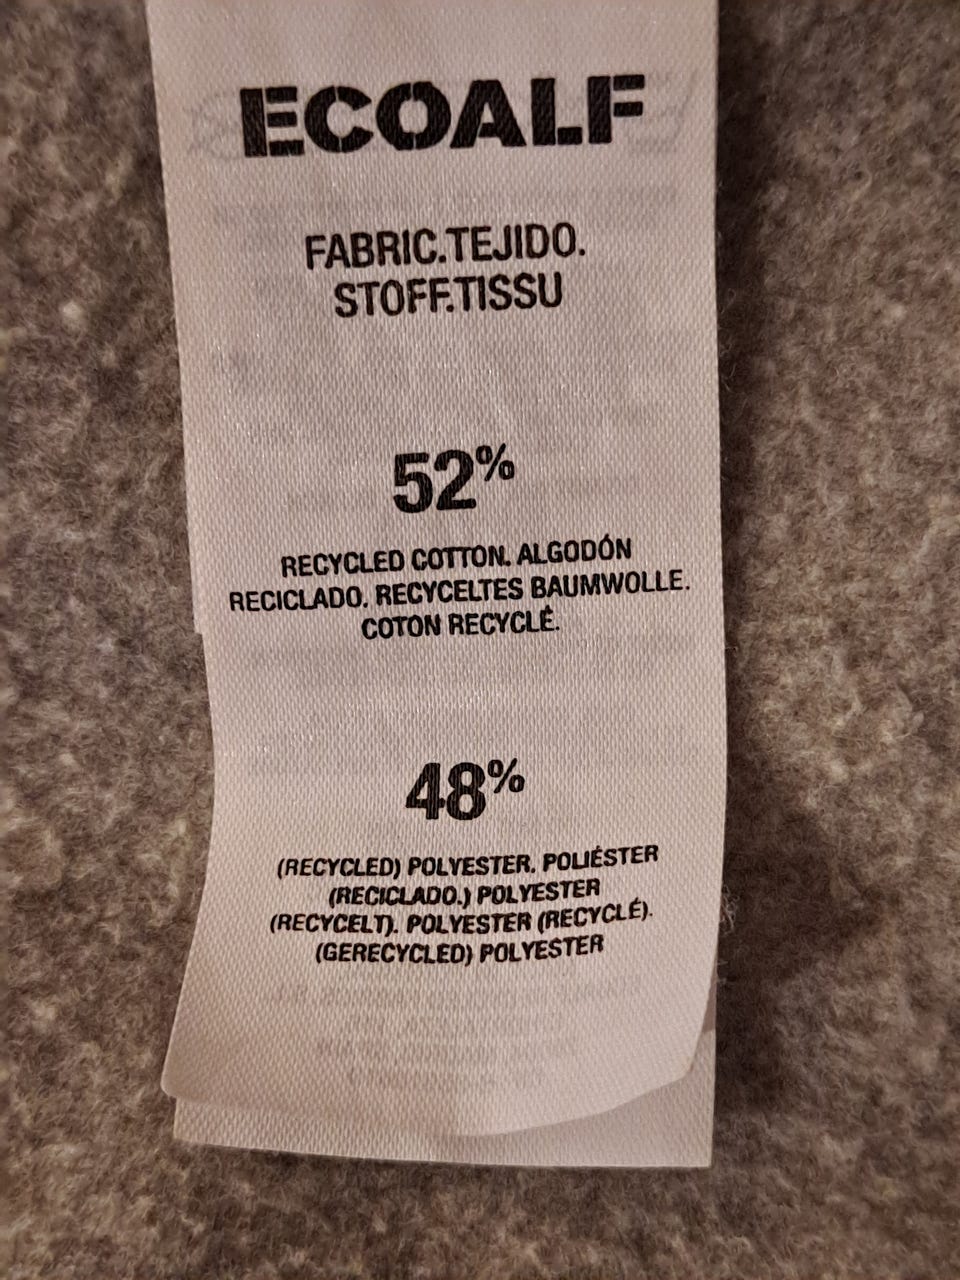 ECOALF
FABRIC.TEJIDO.
STOFF.TISSU
52%
RECYCLED COTTON. ALGODÓN
RECICLADO. RECYCELTES BAUMWOLLE.
COTON RECYCLÉ.
48%
(RECYCLED) POLYESTER. POLIÉSTER
(RECICLADO.) POLYESTER
(RECYCELT). POLYESTER (RECYCLÉ).
(GERECYCLED) POLYESTER